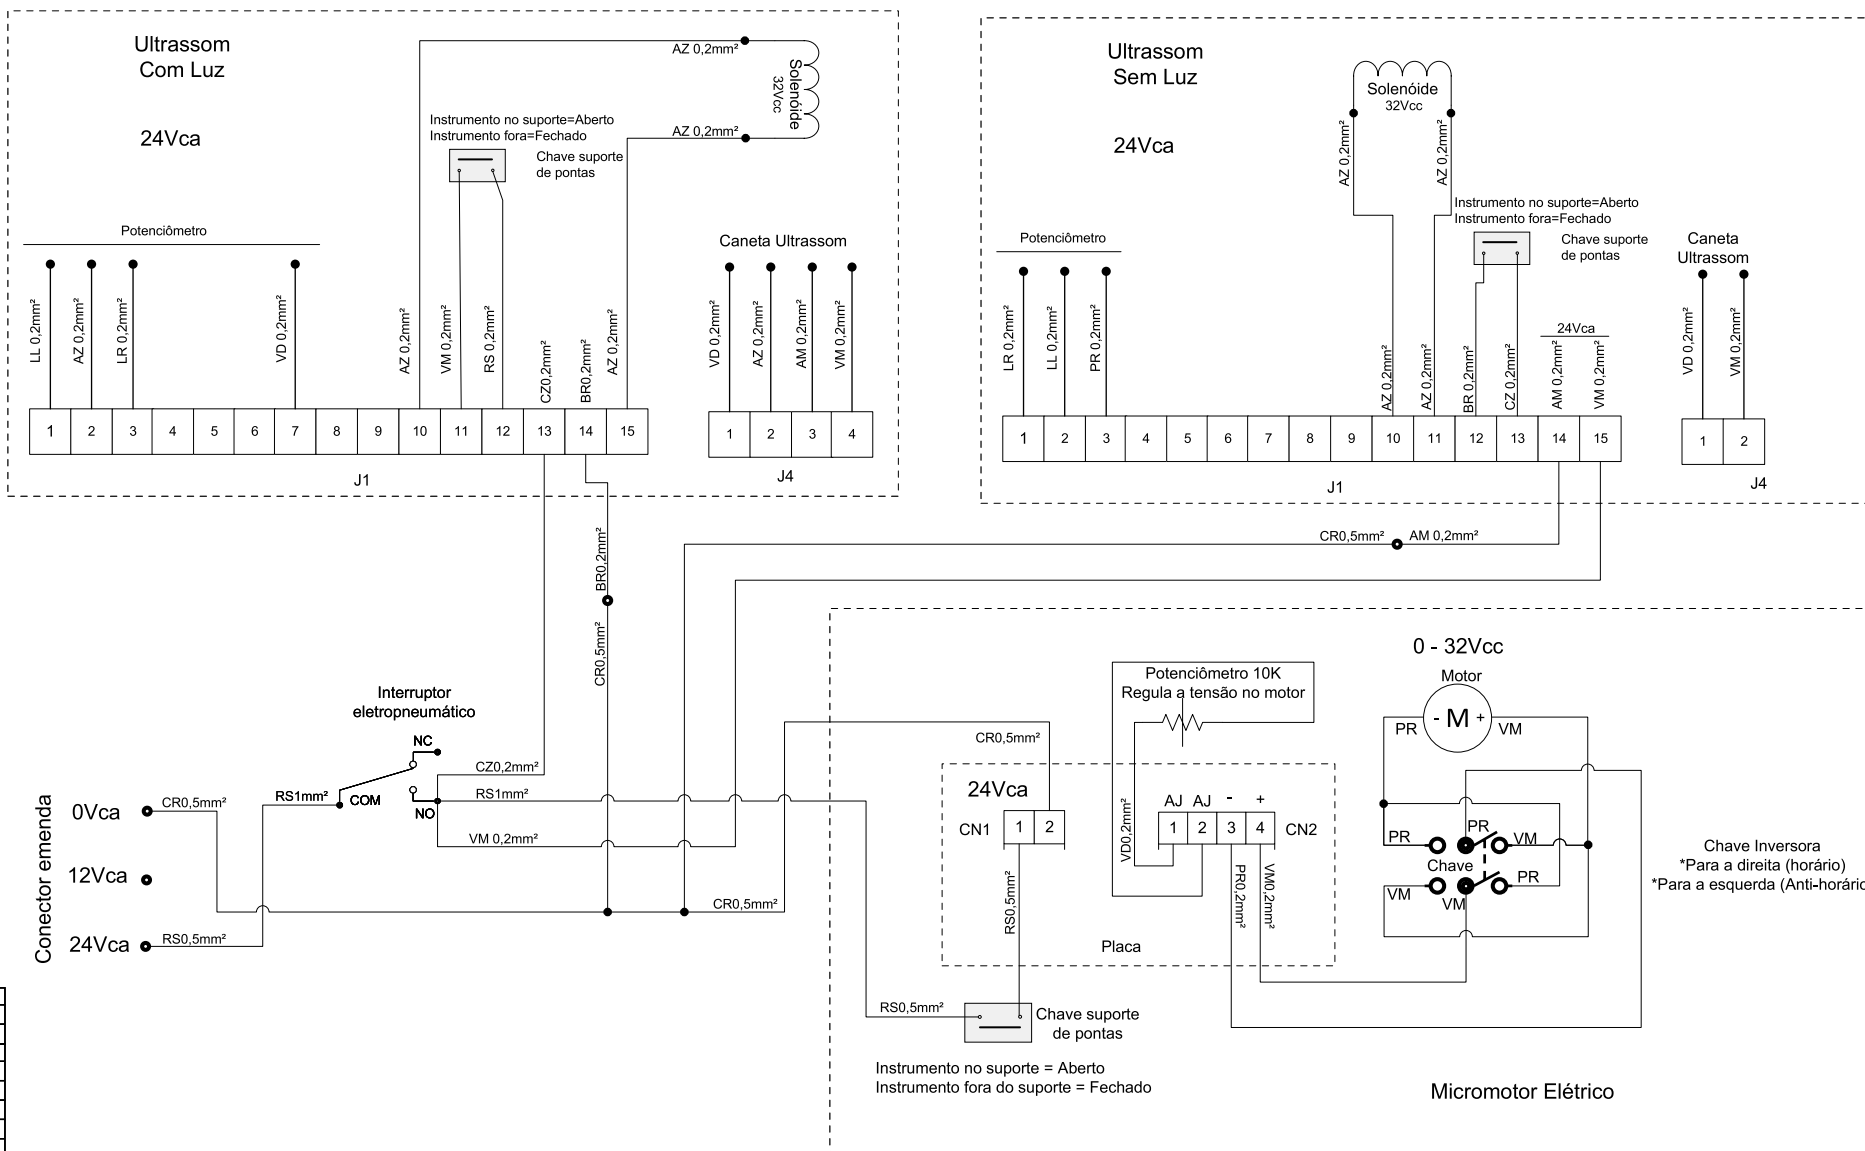 Ultrassom
Com Luz
24Vca
AZ 0,2mm²
Solenóide
32Vcc
AZ 0,2mm²
Instrumento no suporte=Aberto
Instrumento fora=Fechado
Chave suporte
de pontas
Potenciômetro
LL 0,2mm²
AZ 0,2mm²
LR 0,2mm²
VD 0,2mm²
AZ 0,2mm²
VM 0,2mm²
RS 0,2mm²
CZ0,2mm²
BR0,2mm²
AZ 0,2mm²
1 2 3 4 5 6 7 8 9 10 11 12 13 14 15
J1
Caneta Ultrassom
VD 0,2mm²
AZ 0,2mm²
AM 0,2mm²
VM 0,2mm²
1 2 3 4
J4
Ultrassom
Sem Luz
24Vca
Solenóide
32Vcc
AZ 0,2mm²
AZ 0,2mm²
Instrumento no suporte=Aberto
Instrumento fora=Fechado
Chave suporte
de pontas
Potenciômetro
LR 0,2mm²
LL 0,2mm²
PR 0,2mm²
AZ 0,2mm²
AZ 0,2mm²
BR 0,2mm²
CZ 0,2mm²
24Vca
AM 0,2mm²
VM 0,2mm²
1 2 3 4 5 6 7 8 9 10 11 12 13 14 15
J1
Caneta
Ultrassom
VD 0,2mm²
VM 0,2mm²
1 2
J4
CR0,5mm² AM 0,2mm²
BR0,2mm²
CR0,5mm²
Interruptor
eletropneumático
NC
COM
NO
RS1mm²
CZ0,2mm²
RS1mm²
VM 0,2mm²
Conector emenda
0Vca
CR0,5mm²
12Vca
24Vca
RS0,5mm²
CR0,5mm²
CR0,5mm²
24Vca
CN1
1 2
RS0,5mm²
Potenciômetro 10K
Regula a tensão no motor
VD0,2mm²
AJ AJ - +
1 2 3 4
CN2
PR0,2mm²
VM0,2mm²
Placa
RS0,5mm²
Chave suporte
de pontas
Instrumento no suporte = Aberto
Instrumento fora do suporte = Fechado
0 - 32Vcc
Motor
- M +
PR
VM
PR
PR
VM
Chave
VM
VM
PR
Chave Inversora
*Para a direita (horário)
*Para a esquerda (Anti-horário
Micromotor Elétrico